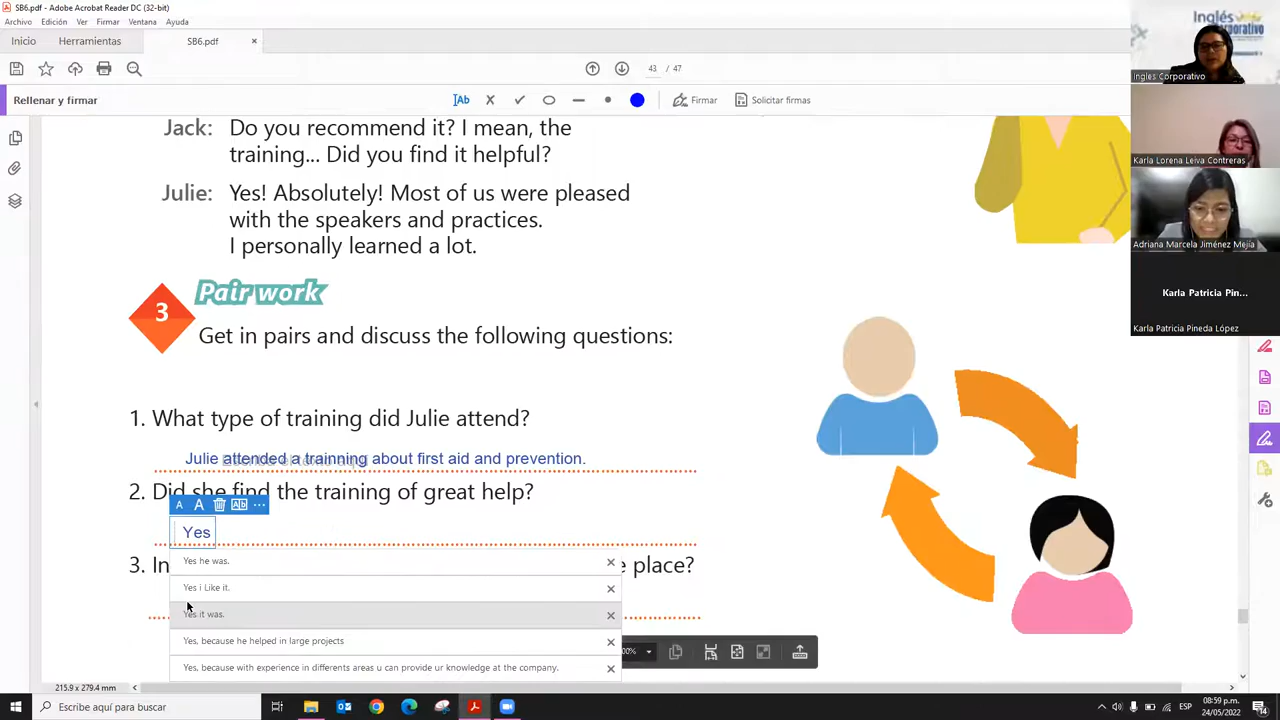 SB6.pdf - Adobe Acrobat Reader DC (32-bit)
Archivo Edición Ver Firmar Ventana Ayuda
Inicio Herramientas SB6.pdf ×
43 / 47
Rellenar y firmar
Ab
Firmar
Solicitar firmas
Jack: Do you recommend it? I mean, the
training... Did you find it helpful?
Julie: Yes! Absolutely! Most of us were pleased
with the speakers and practices.
I personally learned a lot.
3
Pair work
Get in pairs and discuss the following questions:
1. What type of training did Julie attend?
Julie attended a trainning about first aid and prevention.
2. Did she find the training of great help?
A A Ab ...
Yes
3. In
e place?
Yes he was.
Yes i Like it.
Yes it was.
Yes, because he helped in large projects
Yes, because with experience in differents areas u can provide ur knowledge at the company.
00%
215.9 x 279.4 mm
Inglés
Corporativo
Ingles Corporativo
Karla Lorena Leiva Contreras
Adriana Marcela Jiménez Mejía
Karla Patricia Pin...
Karla Patricia Pineda López
Escribe aquí para buscar
ESP
08:59 p.m.
24/05/2022
14